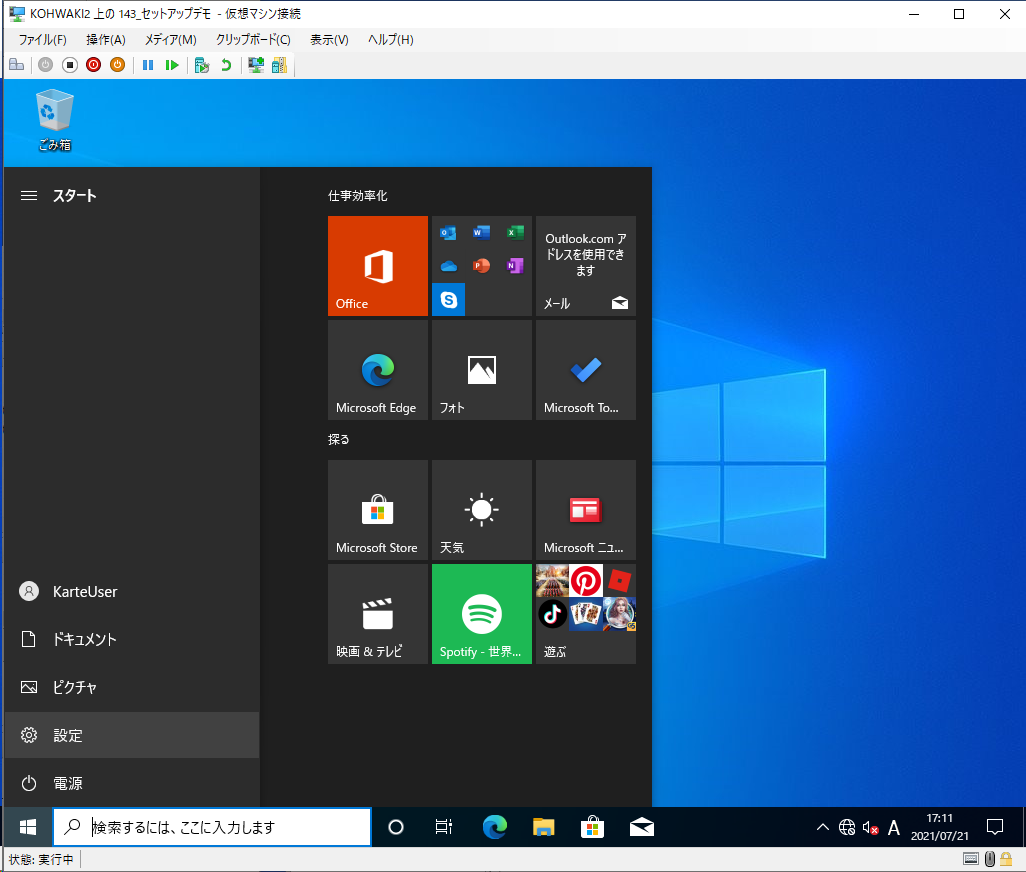 KOHWAKI2 上の 143_セットアップデモ - 仮想マシン接続
ファイル(F) 操作(A) メディア(M) クリップボード(C) 表示(V) ヘルプ(H)
ごみ箱
スタート
仕事効率化
Office
Outlook.com ア
ドレスを使用でき
ます
メール
Microsoft Edge
フォト
Microsoft To...
探る
Microsoft Store
天気
Microsoft ニュ...
映画 & テレビ
Spotify - 世界...
遊ぶ
KarteUser
ドキュメント
ピクチャ
設定
電源
検索するには、ここに入力します
A
17:11
2021/07/21
状態: 実行中